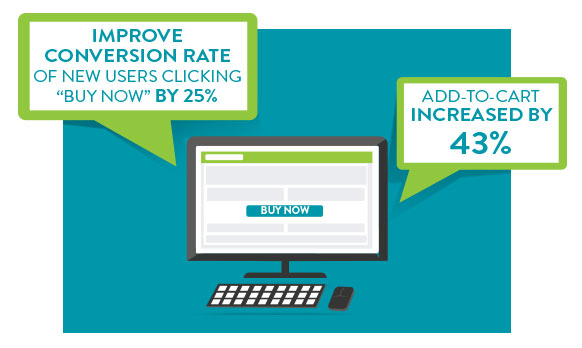 IMPROVE
CONVERSION RATE
OF NEW USERS CLICKING
“BUY NOW” BY 25%
ADD-TO-CART
INCREASED BY
43%
BUY NOW